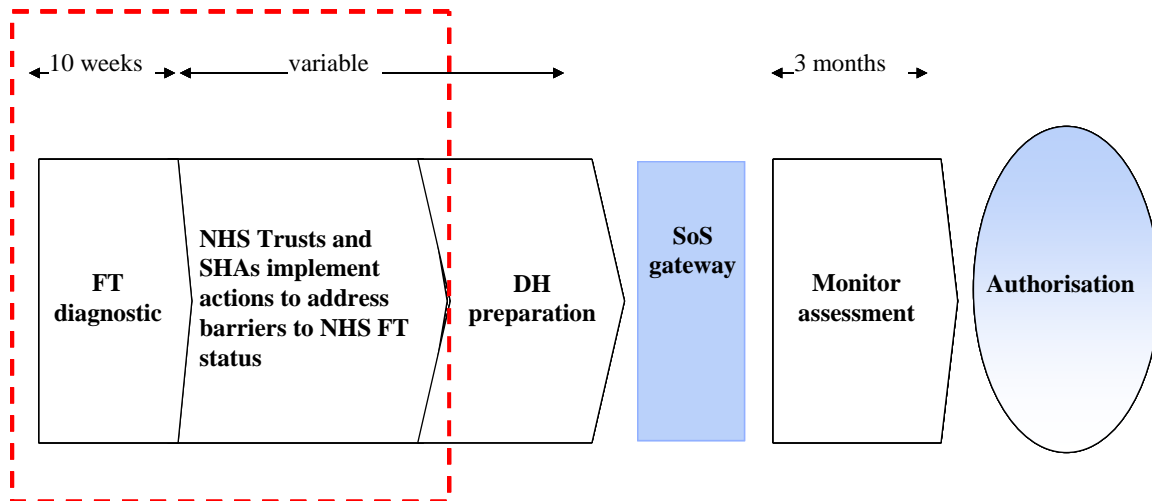 10 weeks
variable
3 months
FT
diagnostic
NHS Trusts and
SHAs implement
actions to address
barriers to NHS FT
status
DH
preparation
SoS
gateway
Monitor
assessment
Authorisation